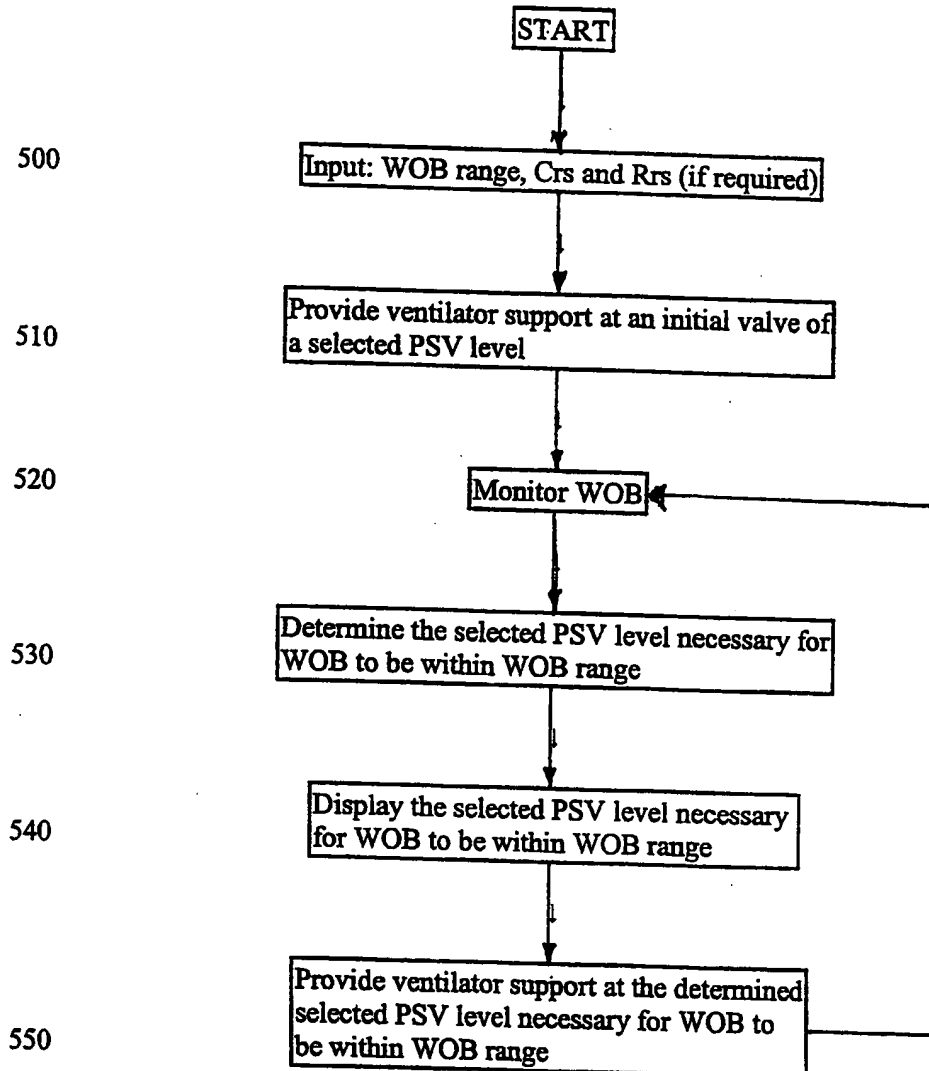 START
500
Input: WOB range, Crs and Rrs (if required)
510
Provide ventilator support at an initial valve of
a selected PSV level
520
Monitor WOB
530
Determine the selected PSV level necessary for
WOB to be within WOB range
540
Display the selected PSV level necessary
for WOB to be within WOB range
550
Provide ventilator support at the determined
selected PSV level necessary for WOB to
be within WOB range